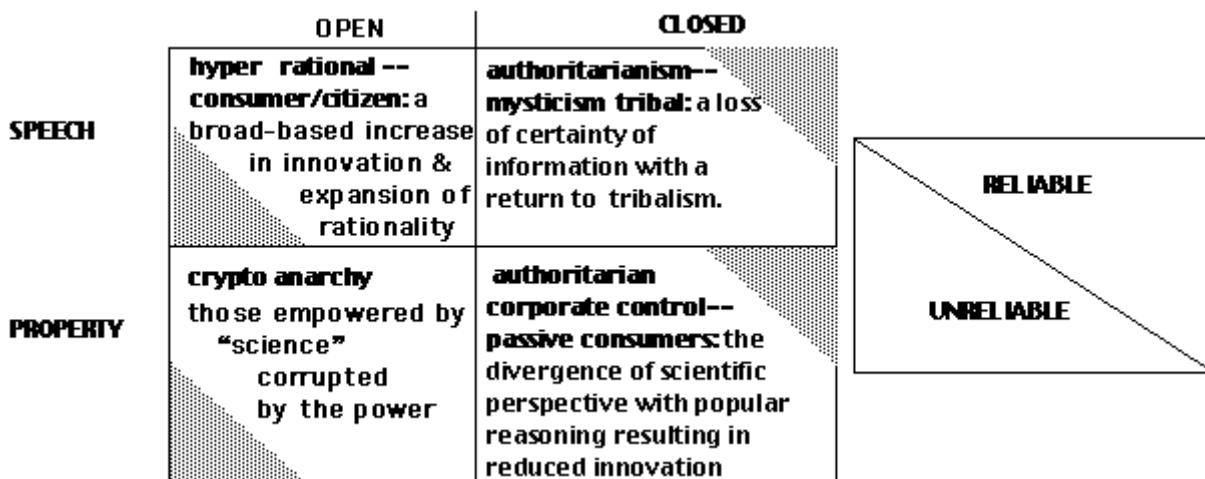 OPEN
CLOSED
SPEECH
hyper rational --
consumer/citizen: a
broad-based increase
in innovation &
expansion of
rationality
authoritarianism--
mysticism tribal: a loss
of certainty of
information with a
return to tribalism.
PROPERTY
crypto anarchy
those empowered by
“science”
corrupted
by the power
authoritarian
corporate control--
passive consumers: the
divergence of scientific
perspective with popular
reasoning resulting in
reduced innovation
RELIABLE
UNRELIABLE